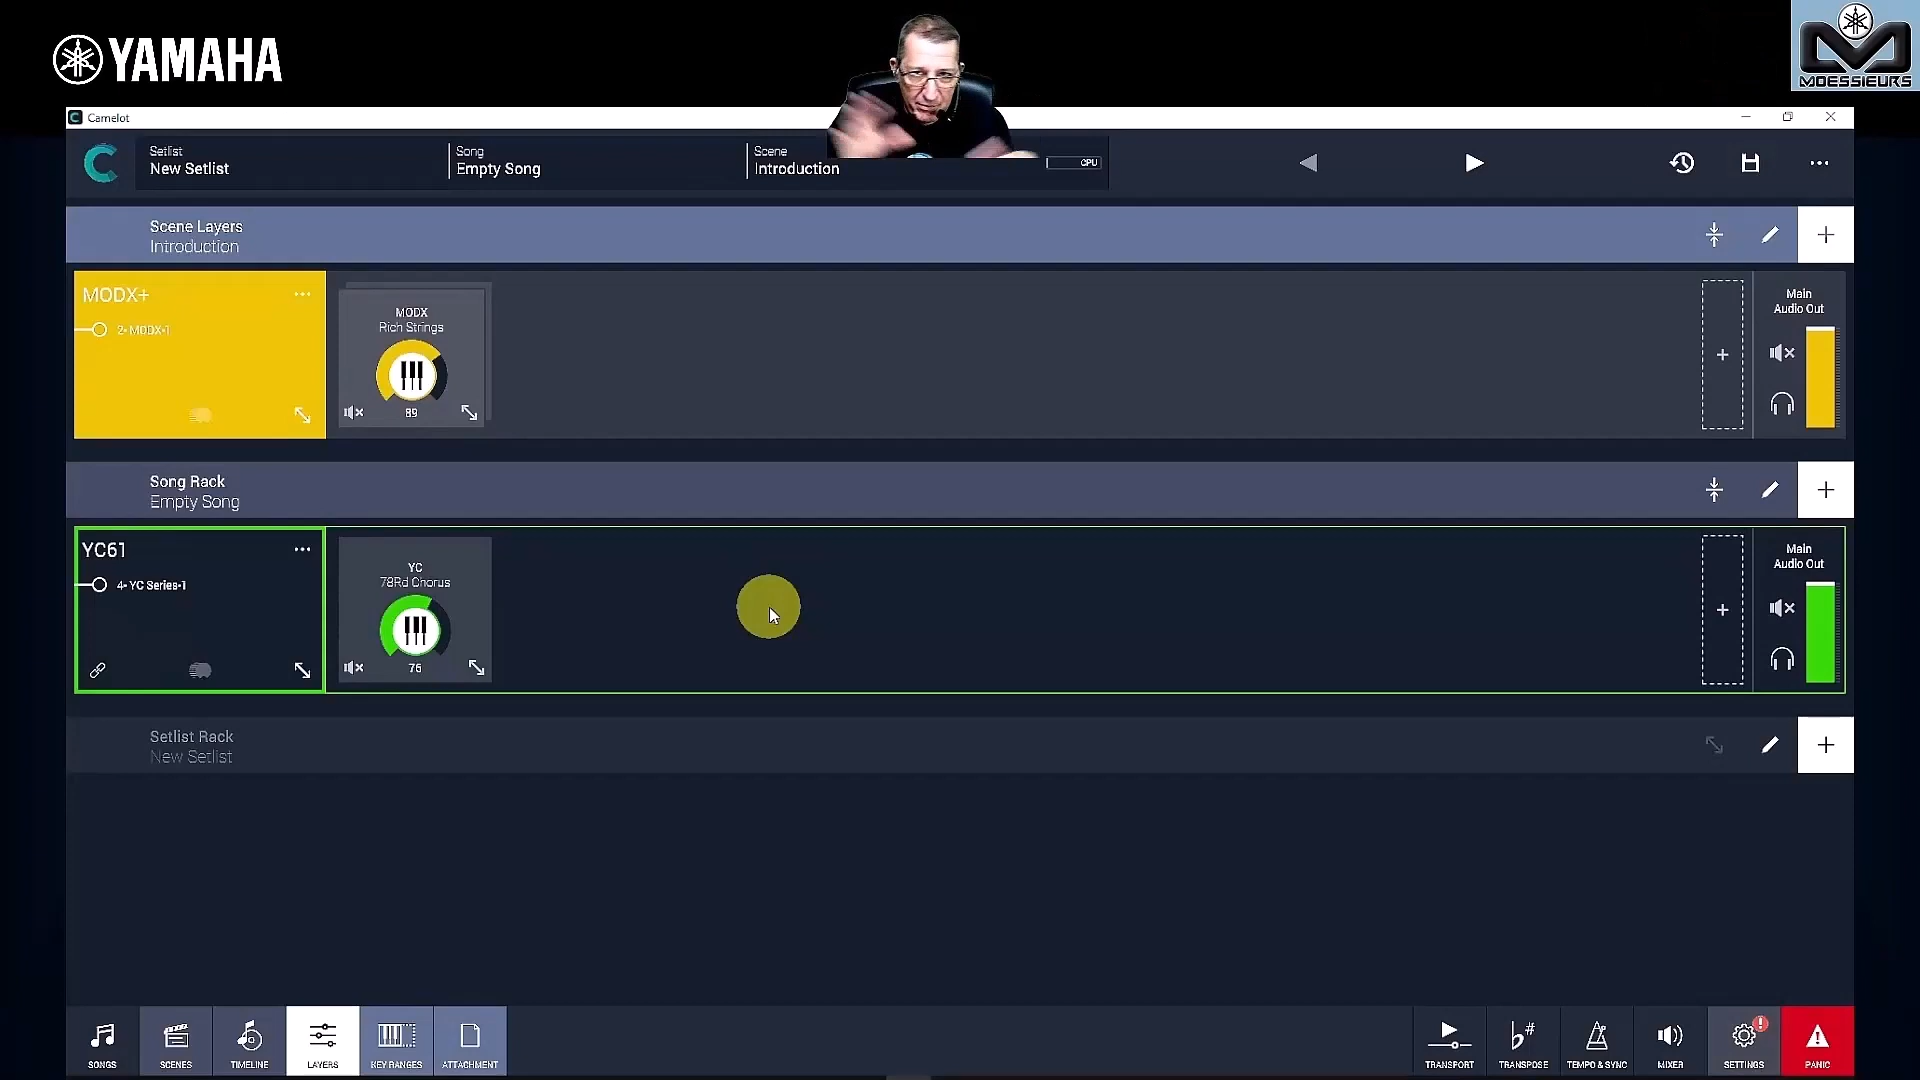 YAMAHA
MOESSIEURS
Camelot
Setlist
New Setlist
Song
Empty Song
Scene
Introduction
CPU
Scene Layers
Introduction
MODX+
2- MODX-1
MODX
Rich Strings
89
Main
Audio Out
Song Rack
Empty Song
YC61
4- YC Series-1
YC
78Rd Chorus
76
Main
Audio Out
Setlist Rack
New Setlist
SONGS
SCENES
TIMELINE
LAYERS
KEY RANGES
ATTACHMENT
TRANSPORT
TRANSPOSE
TEMPO & SYNC
MIXER
SETTINGS
PANIC